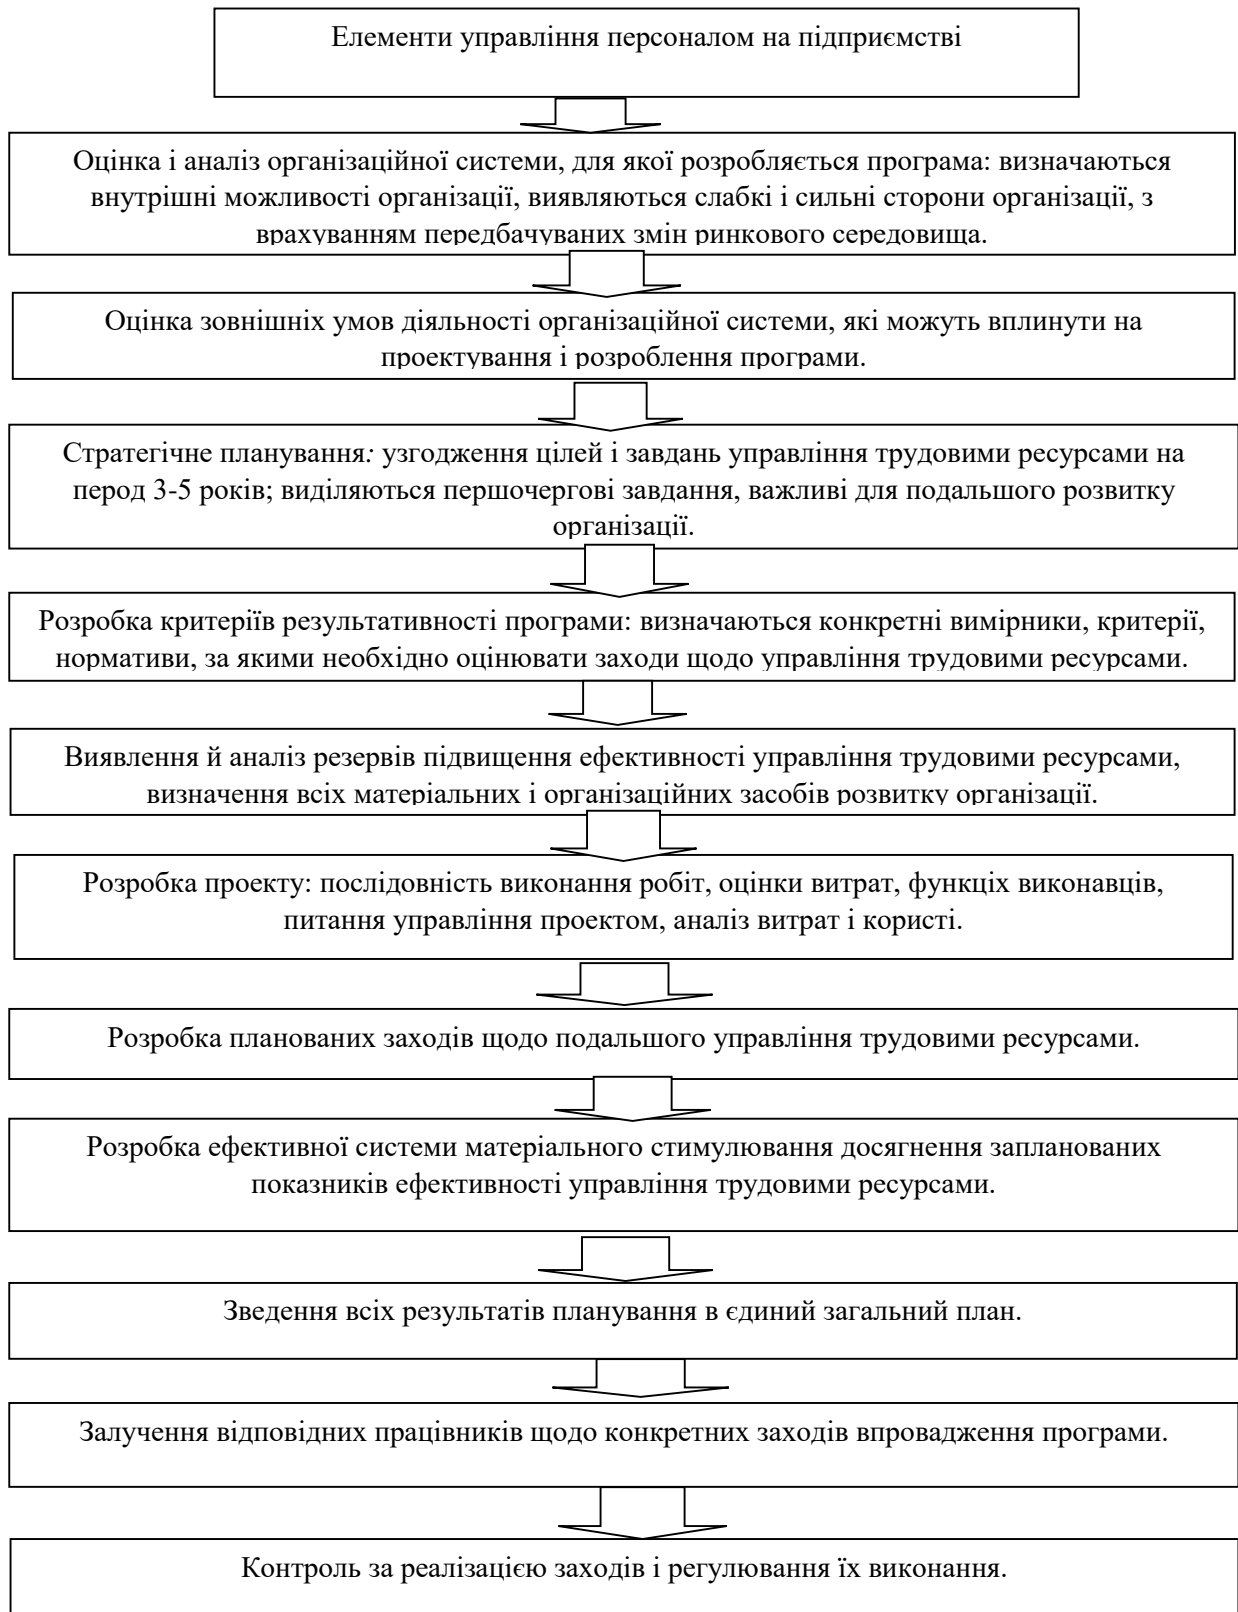 Елементи управління персоналом на підприємстві
Оцінка і аналіз організаційної системи, для якої розробляється програма: визначаються
внутрішні можливості організації, виявляються слабкі і сильні сторони організації, з
врахуванням передбачуваних змін ринкового середовища.
Оцінка зовнішніх умов діяльності організаційної системи, які можуть вплинути на
проектування і розроблення програми.
Стратегічне планування: узгодження цілей і завдань управління трудовими ресурсами на
перод 3-5 років; виділяються першочергові завдання, важливі для подальшого розвитку
організації.
Розробка критеріїв результативності програми: визначаються конкретні вимірники, критерії,
нормативи, за якими необхідно оцінювати заходи щодо управління трудовими ресурсами.
Виявлення й аналіз резервів підвищення ефективності управління трудовими ресурсами,
визначення всіх матеріальних і організаційних засобів розвитку організації.
Розробка проекту: послідовність виконання робіт, оцінки витрат, функціх виконавців,
питання управління проектом, аналіз витрат і користі.
Розробка планованих заходів щодо подальшого управління трудовими ресурсами.
Розробка ефективної системи матеріального стимулювання досягнення запланованих
показників ефективності управління трудовими ресурсами.
Зведення всіх результатів планування в єдиний загальний план.
Залучення відповідних працівників щодо конкретних заходів впровадження програми.
Контроль за реалізацією заходів і регулювання їх виконання.